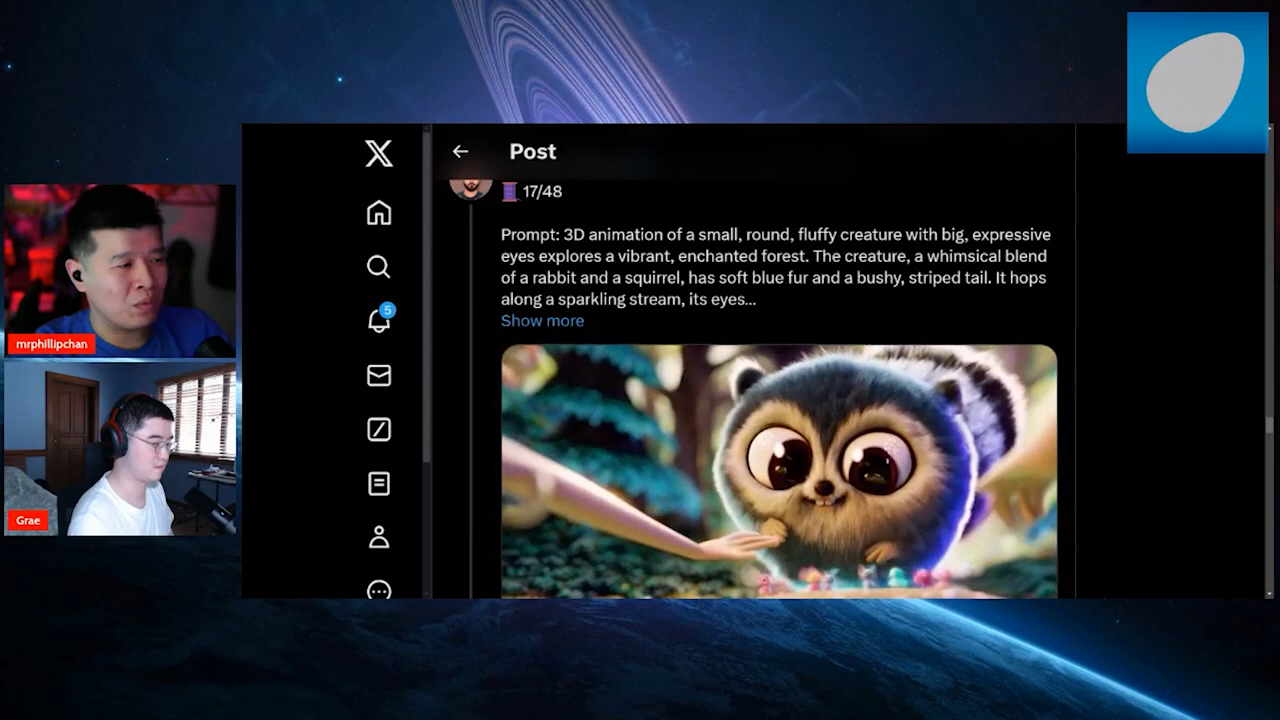 Post
17/48
Prompt: 3D animation of a small, round, fluffy creature with big, expressive
eyes explores a vibrant, enchanted forest. The creature, a whimsical blend
of a rabbit and a squirrel, has soft blue fur and a bushy, striped tail. It hops
along a sparkling stream, its eyes...
Show more
5
mrphillipchan
Grae